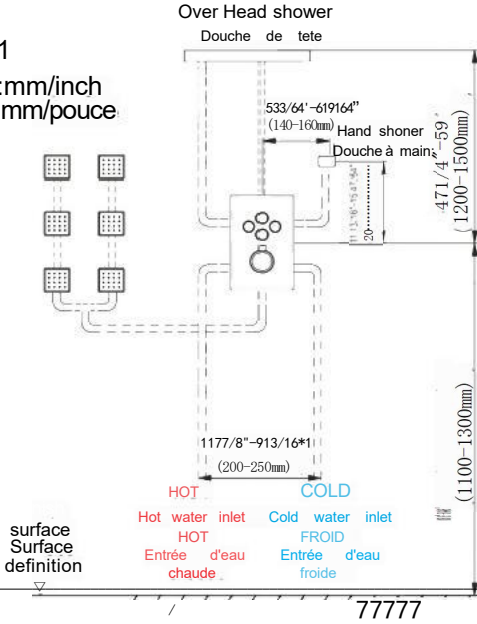 Over Head shower
Douche de tete
1
:mm/inch
mm/pouce
533/64'-619164"
(140-160mm)
Hand shoner
Douche à main:
471/4"-59'
(1200-1500mm)
20
1177/8"-913/16*1
(200-250mm)
(1100-1300mm)
HOT
Hot water inlet
HOT
Entrée d'eau
chaude
COLD
Cold water inlet
FROID
Entrée d'eau
froide
surface
Surface
definition
77777